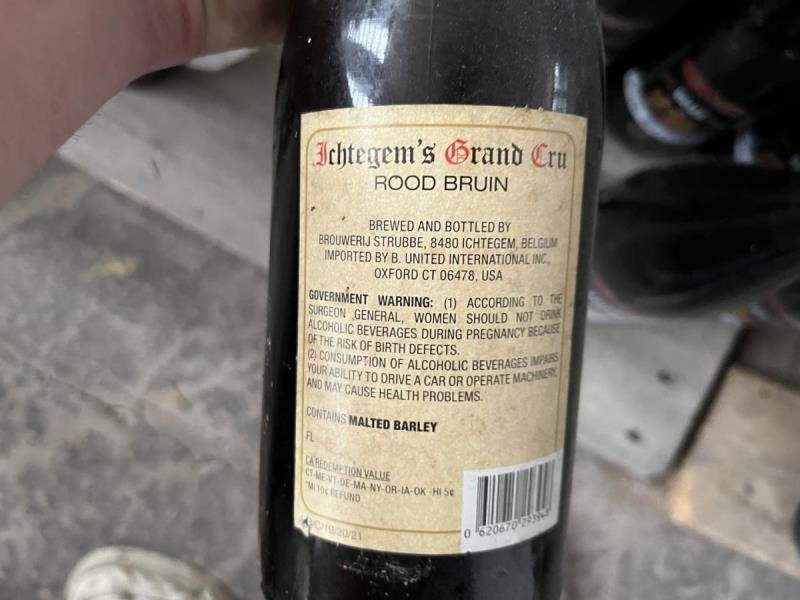 Ichtegem's Grand Cru
ROOD BRUIN
BREWED AND BOTTLED BY
BROUWERIJ STRUBBE, 8480 ICHTEGEM, BELGIUM
IMPORTED BY B. UNITED INTERNATIONAL INC.,
OXFORD CT 06478, USA
GOVERNMENT WARNING: (1) ACCORDING TO THE
SURGEON GENERAL, WOMEN SHOULD NOT DRINK
ALCOHOLIC BEVERAGES DURING PREGNANCY BECAUSE
OF THE RISK OF BIRTH DEFECTS.
(2) CONSUMPTION OF ALCOHOLIC BEVERAGES IMPAIRS
YOUR ABILITY TO DRIVE A CAR OR OPERATE MACHINERY,
AND MAY CAUSE HEALTH PROBLEMS.
CONTAINS MALTED BARLEY
FL
CA REDEMPTION VALUE
CT-ME-VT-DE-MA-NY-OR-IA-OK -HI 5¢
*MI 10¢ REFUND
0 620670 293948